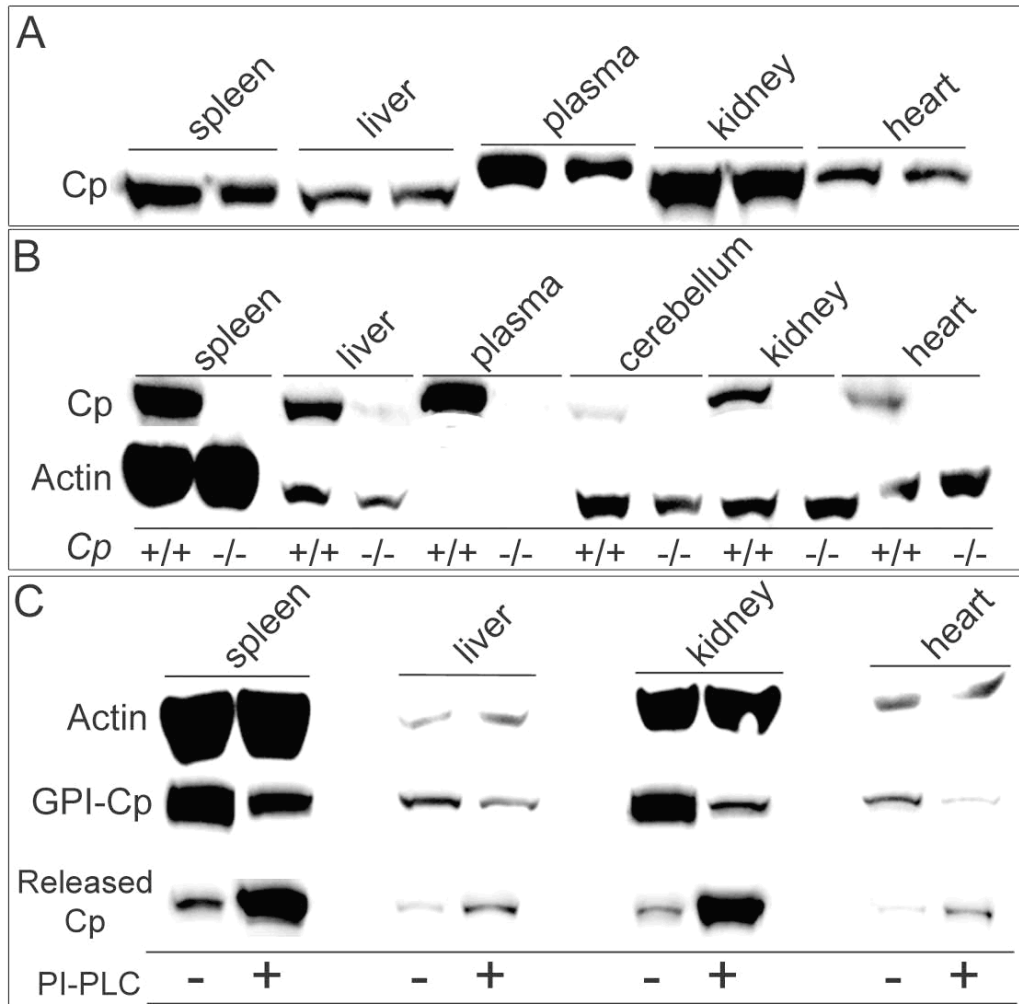 A
spleen liver plasma kidney heart
Cp
B
spleen liver plasma cerebellum kidney heart
Cp
Actin
Cp +/+ -/- +/+ -/- +/+ -/- +/+ -/- +/+ -/- +/+ -/-
C
spleen liver kidney heart
Actin
GPI-Cp
Released
Cp
PI-PLC - + - + - + - +